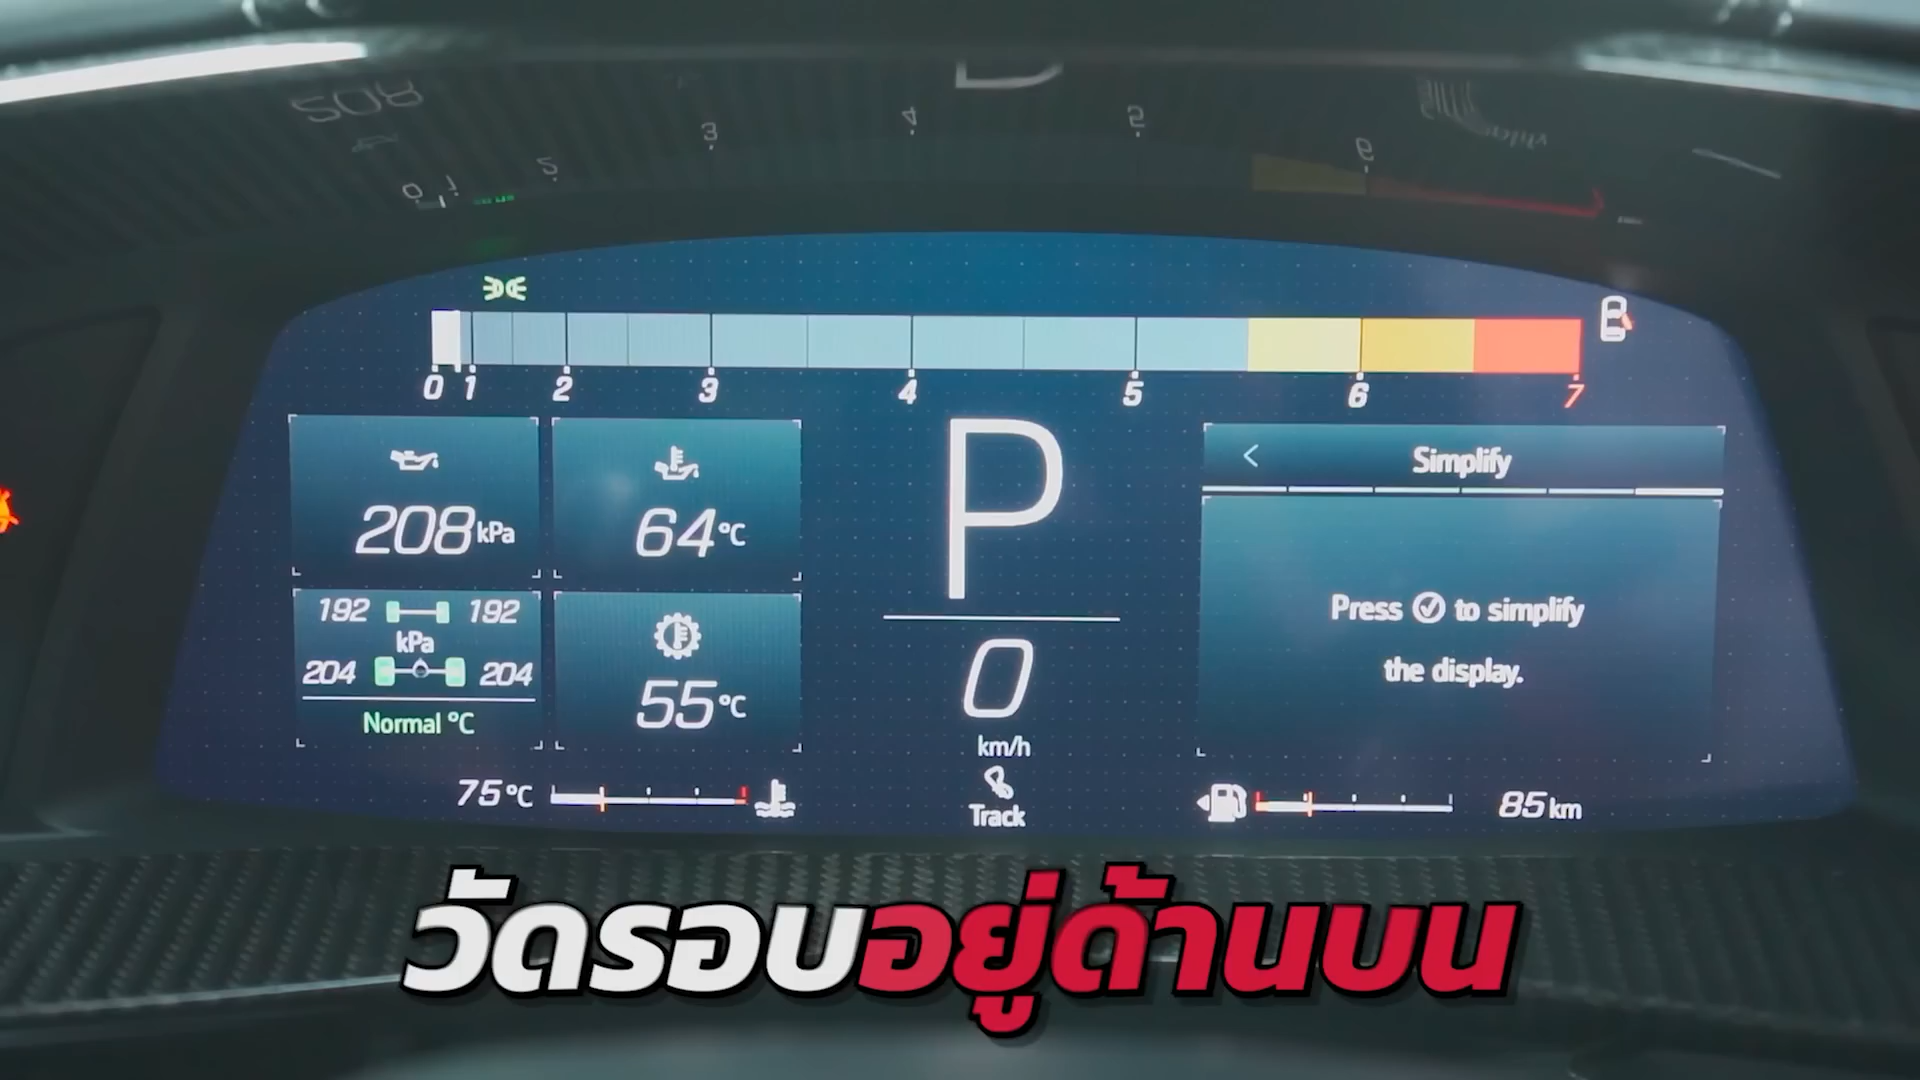 0 1 2 3 4 5 6 7
208 kPa
64 °C
P
Simplify
192 192
kPa
204 204
Normal °C
55 °C
0
km/h
Press to simplify
the display.
75 °C
Track
85 km
วัดรอบอยู่ด้านบน